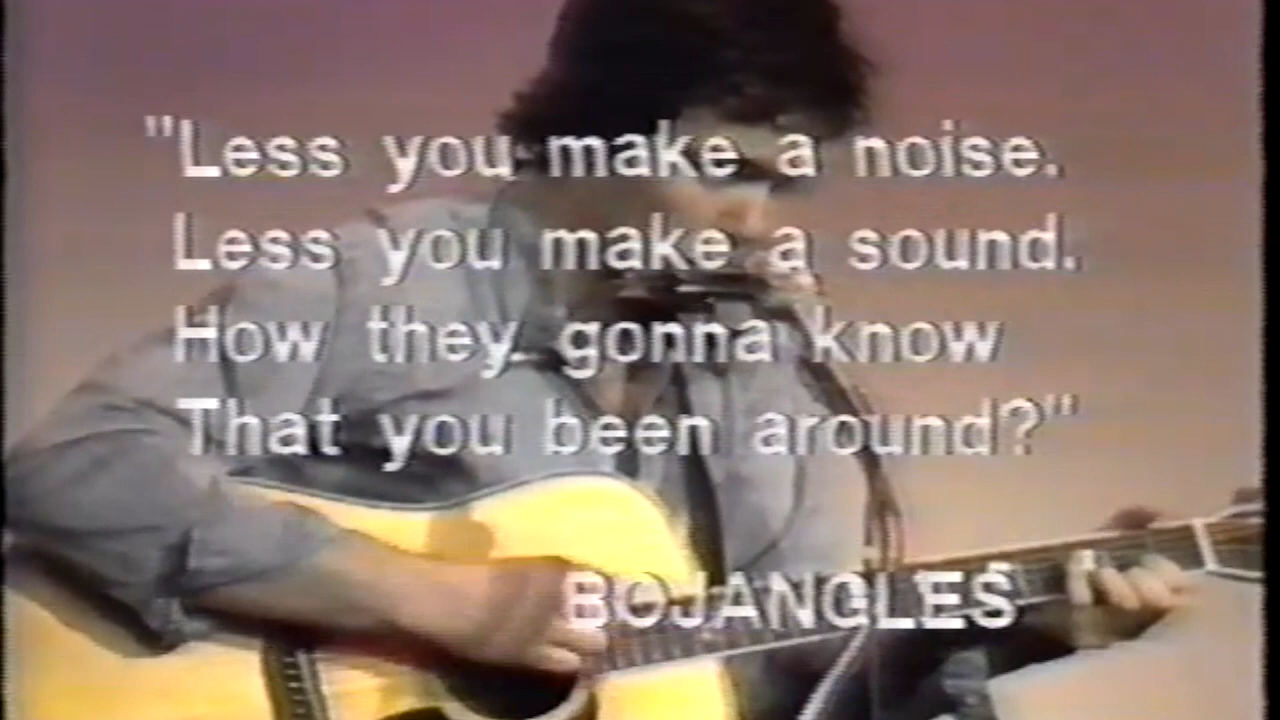 "Less you make a noise.
Less you make a sound.
How they gonna know
That you been around?"
BOJANGLES